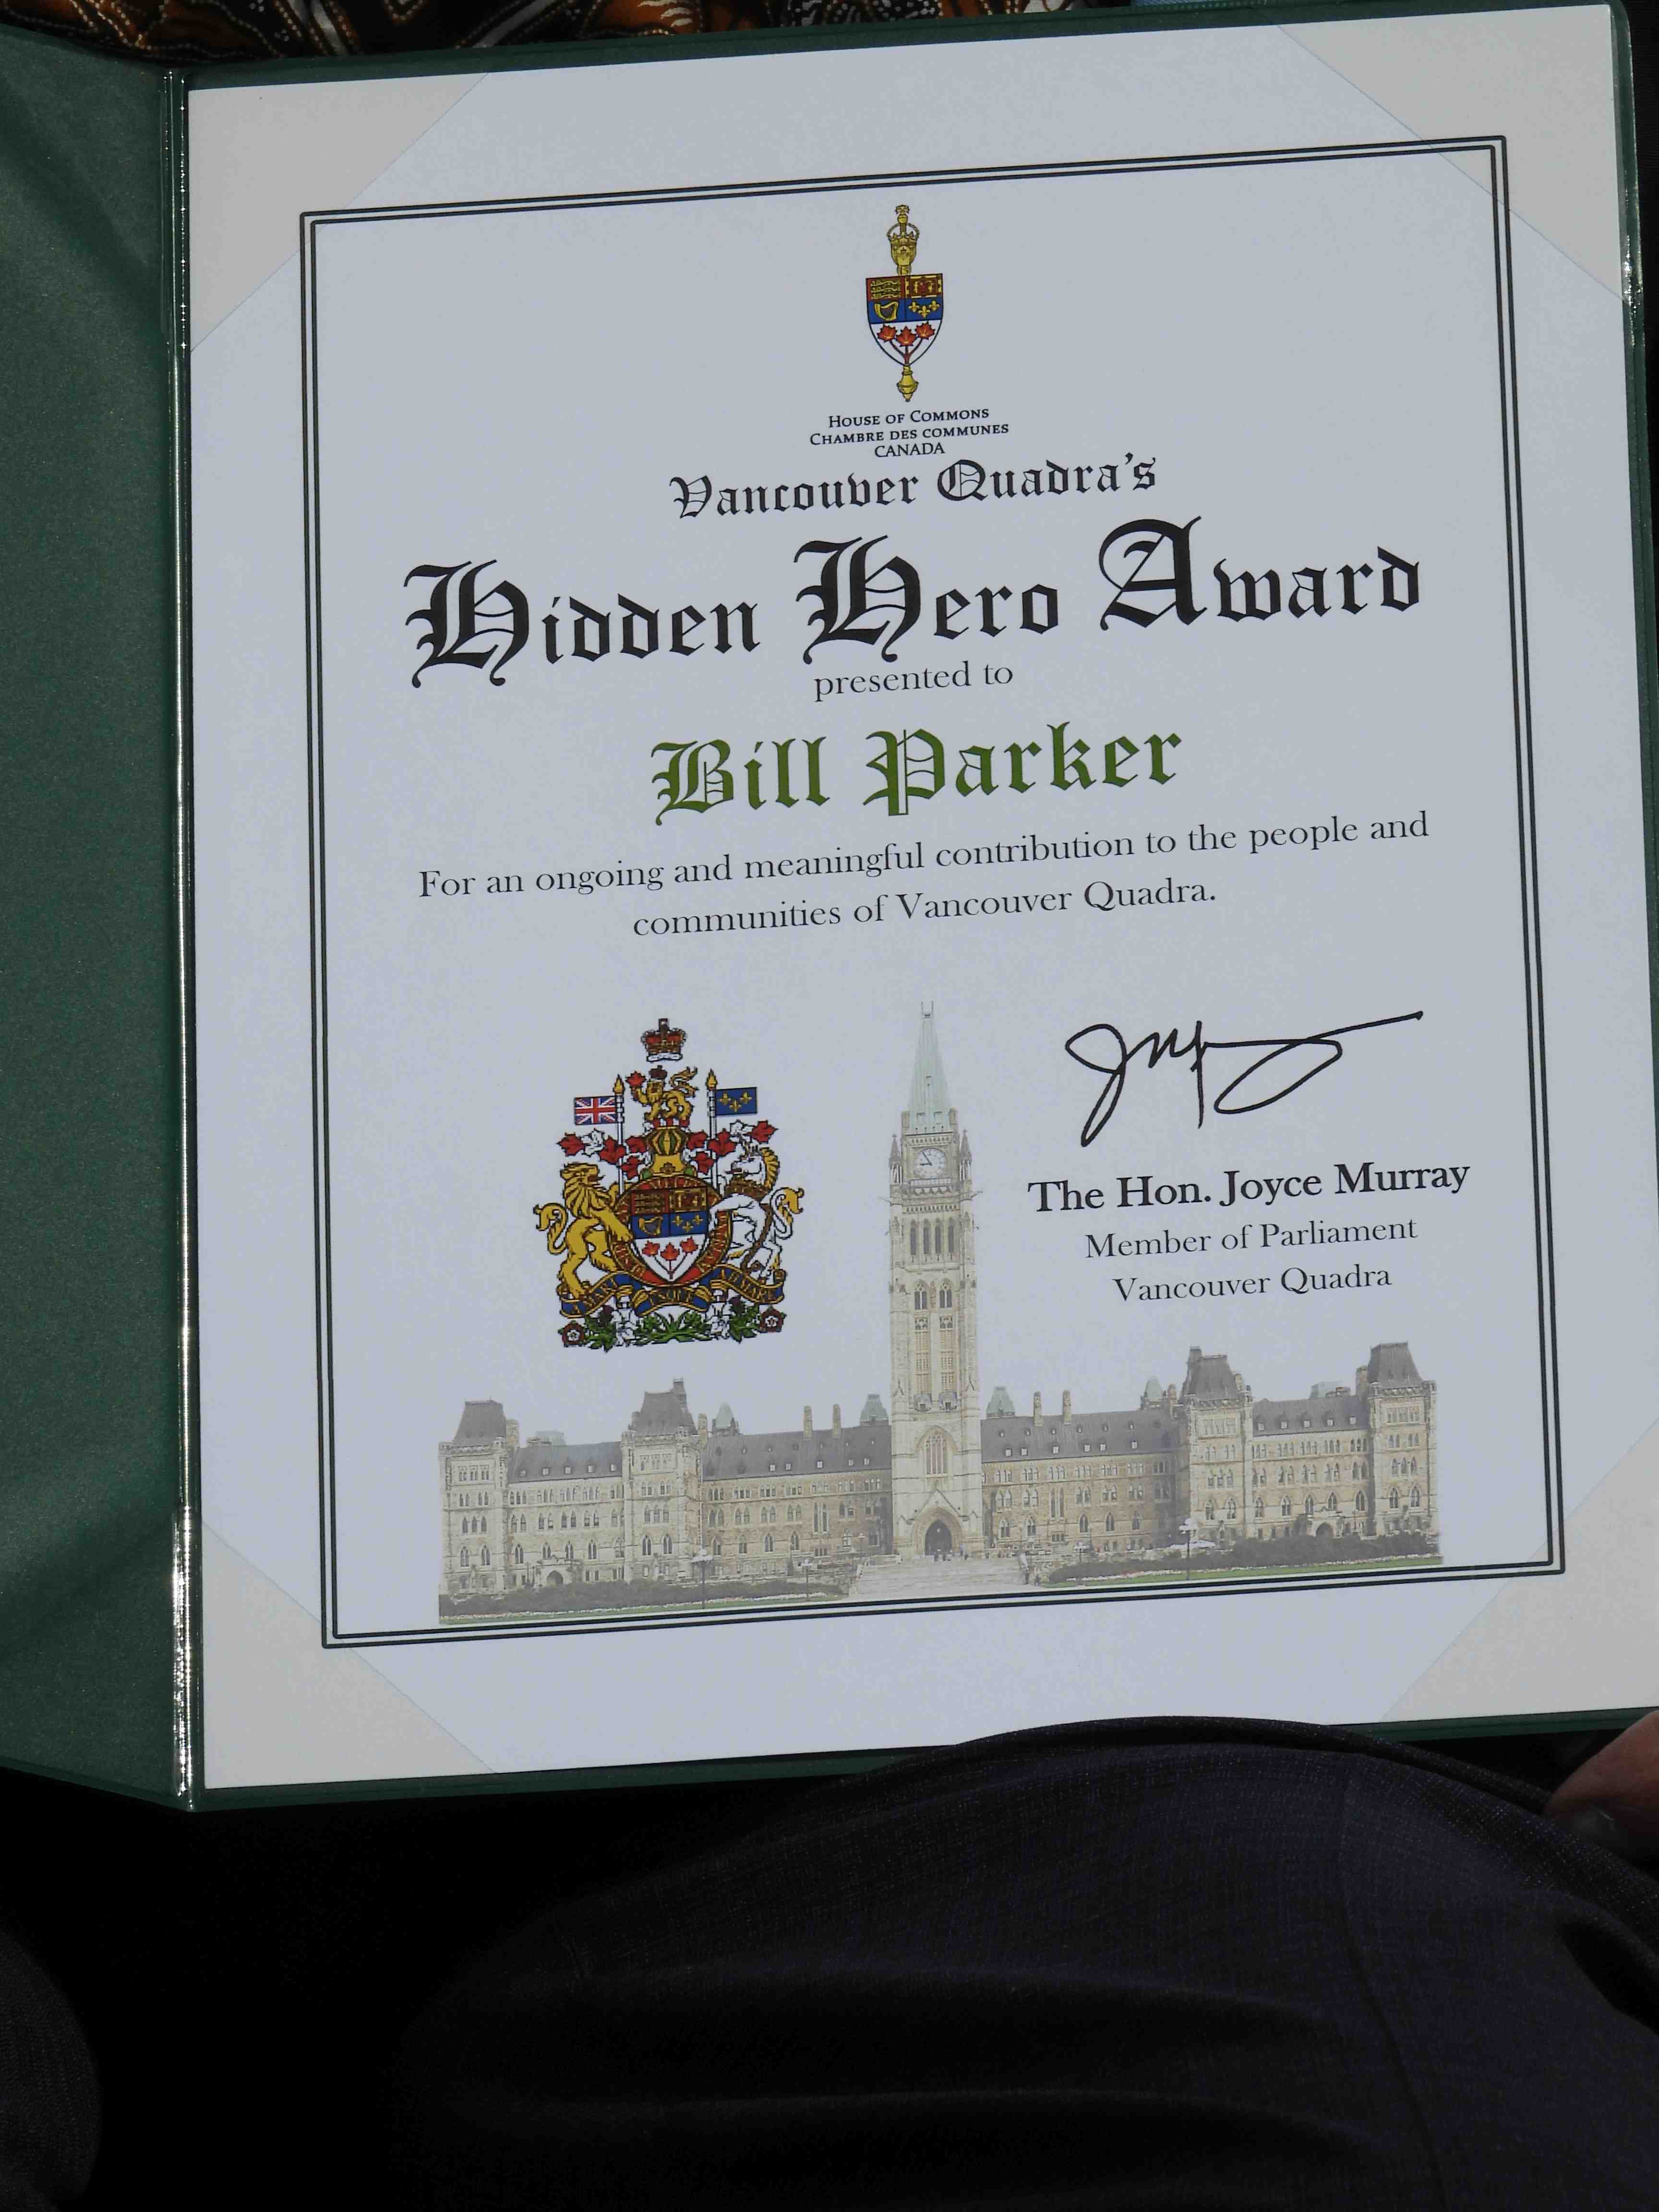 HOUSE OF COMMONS
CHAMBRE DES COMMUNES
CANADA
Vancouver Quadra's
Hidden Hero Award
presented to
Bill Parker
For an ongoing and meaningful contribution to the people and
communities of Vancouver Quadra.
The Hon. Joyce Murray
Member of Parliament
Vancouver Quadra